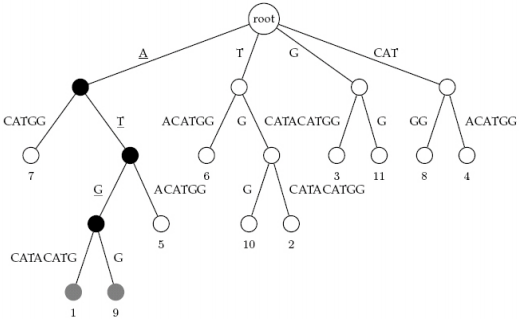 root
A T G CAT
CATGG T ACATGG G CATACATGG G GG ACATGG
7 6 3 11 8 4
G ACATGG G CATACATGG
5 10 2
CATACATG G
1 9